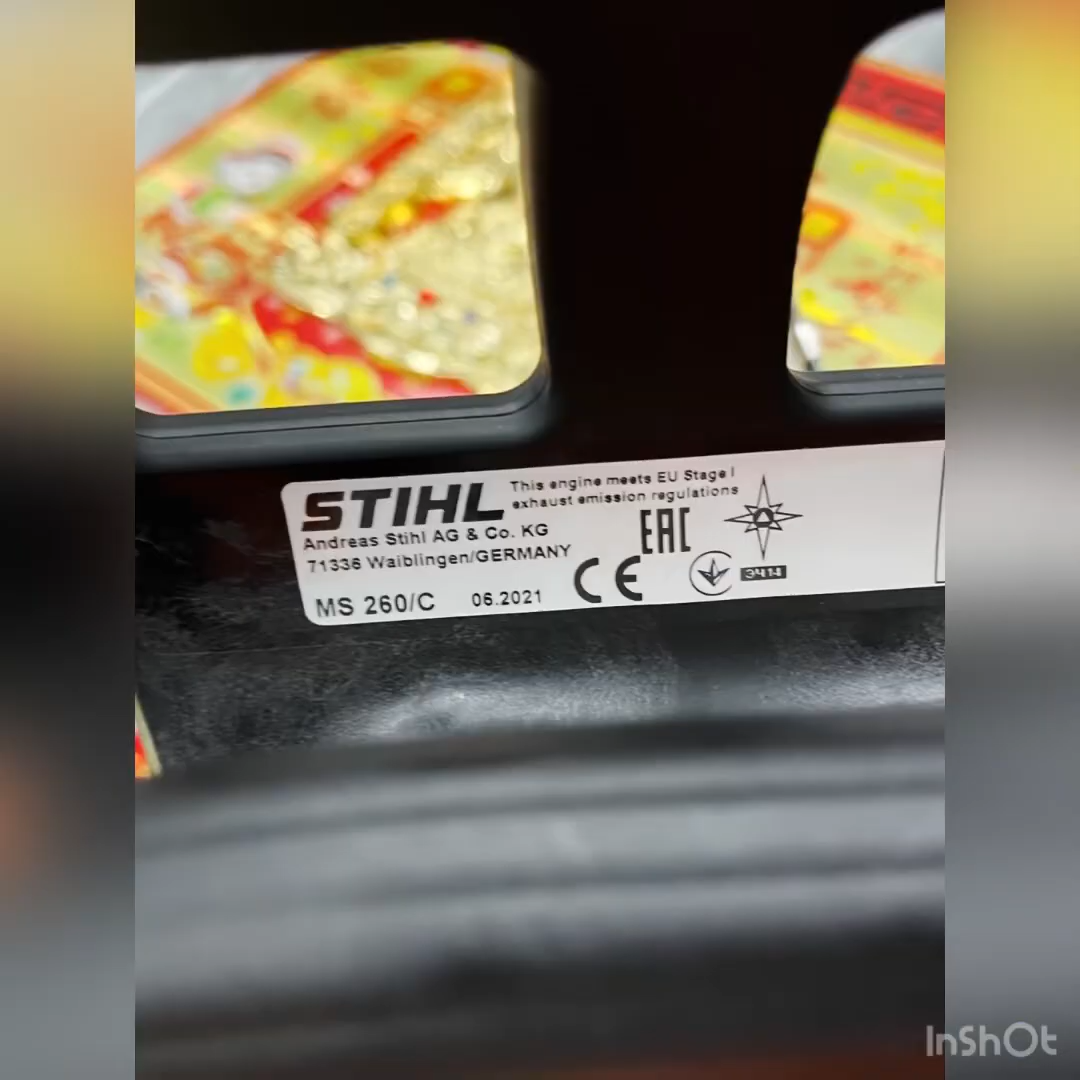 STIHL
This engine meets EU Stage I
exhaust emission regulations
Andreas Stihl AG & Co. KG
71336 Waiblingen/GERMANY
EAC
MS 260/C
06.2021
CE
InShOt